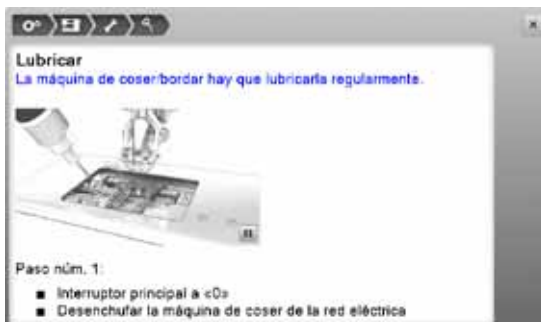 Lubricar
La máquina de coser/bordar hay que lubricarla regularmente.
Paso núm. 1:
Interruptor principal a «0»
Desenchufar la máquina de coser de la red eléctrica